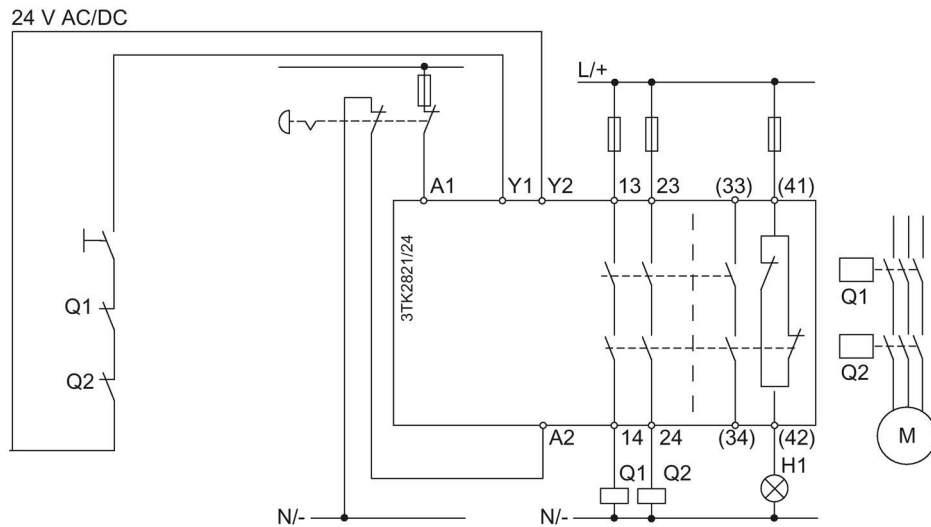 24 V AC/DC
L/+
A1 Y1 Y2 13 23 (33) (41)
3TK2821/24
Q1
Q1
Q2
Q2
A2 14 24 (34) (42)
M
Q1 Q2 H1
N/- N/-